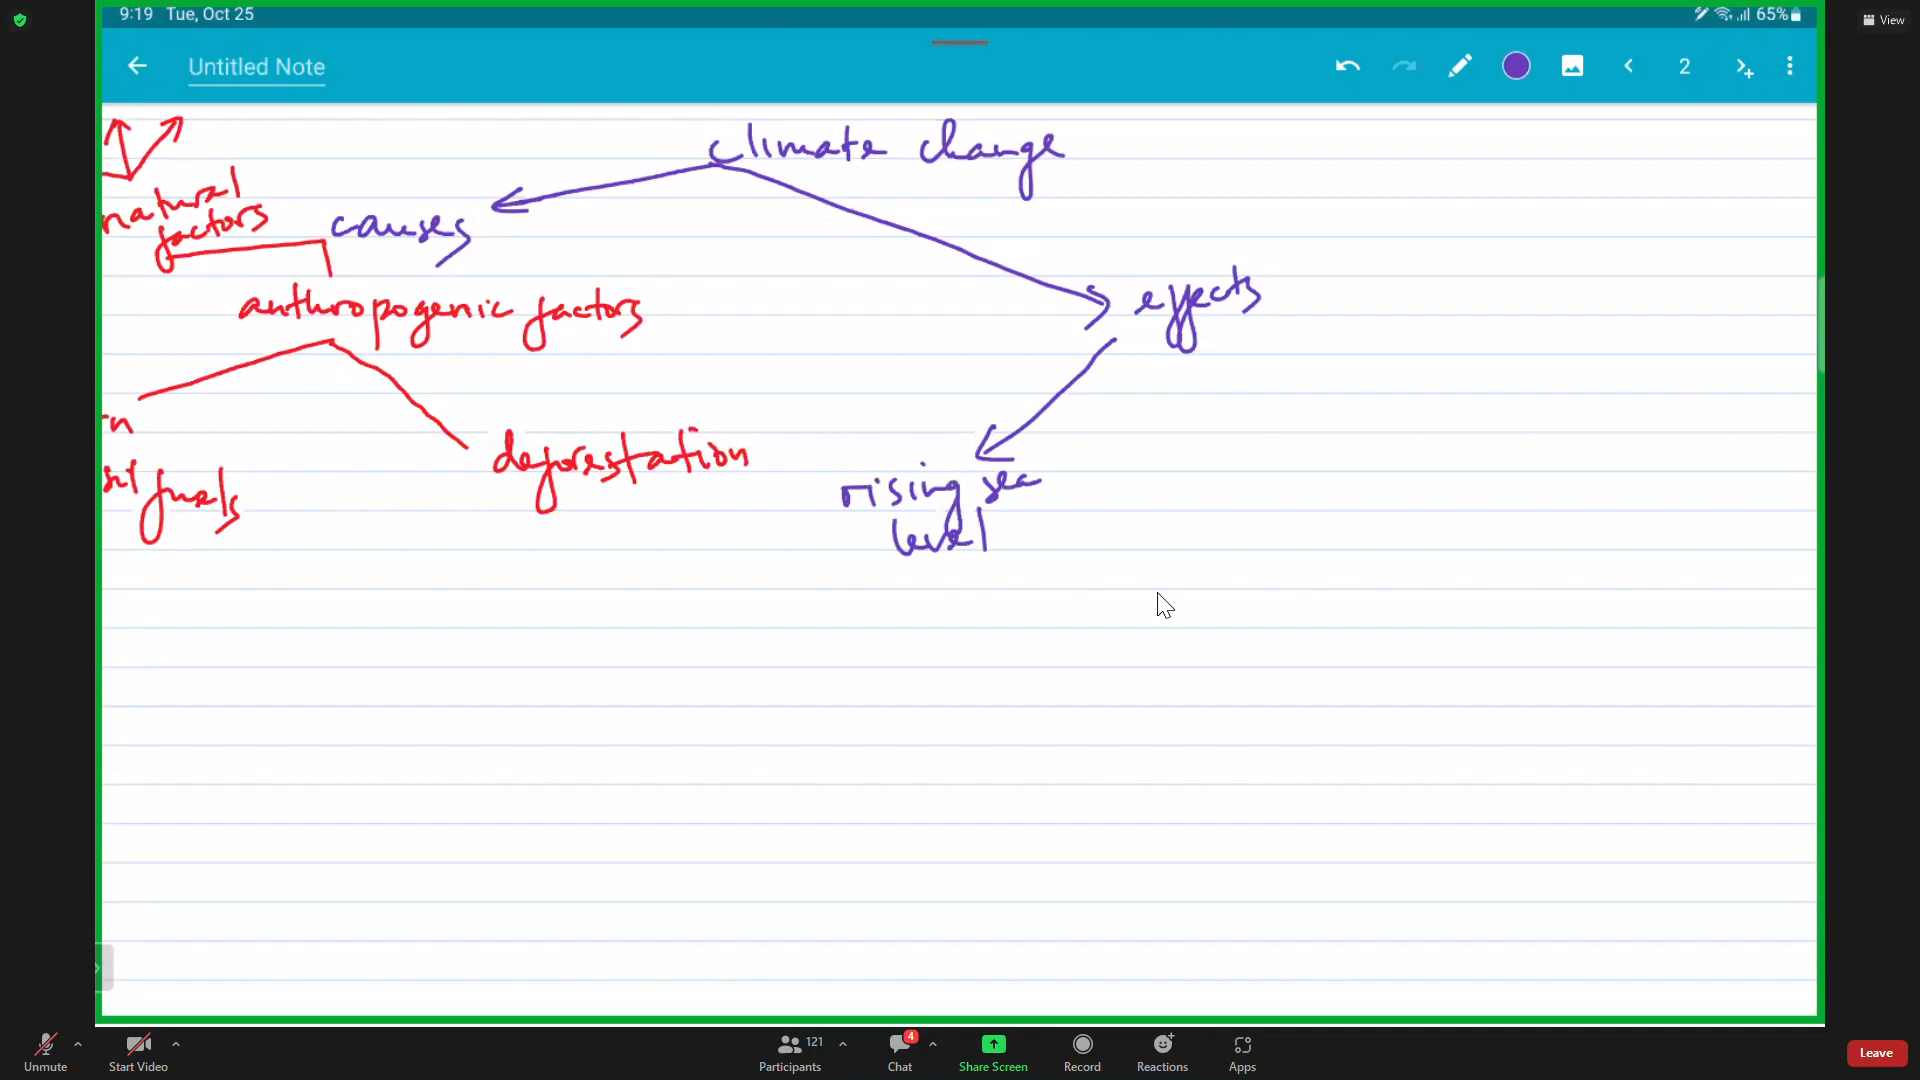 9:19 Tue, Oct 25
65%
View
Untitled Note
2
climate change
natural
factors
causes
effects
anthropogenic factors
deforestation
fuels
rising sea
level
Unmute
Start Video
121
Participants
4
Chat
Share Screen
Record
Reactions
Apps
Leave